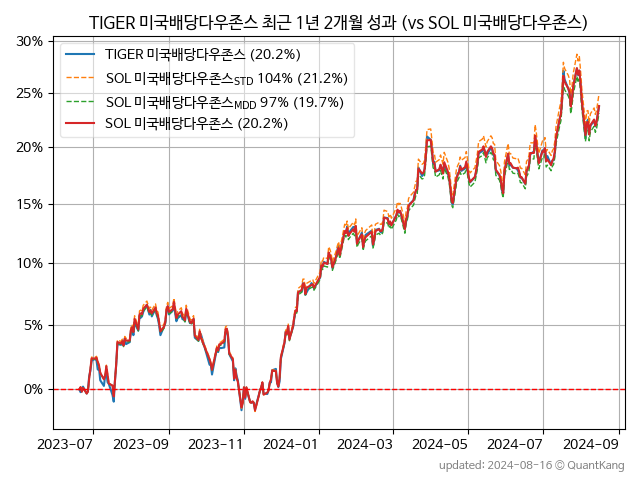 TIGER 미국배당다우존스 최근 1년 2개월 성과 (vs SOL 미국배당다우존스)
30%
25%
20%
15%
10%
5%
0%
TIGER 미국배당다우존스 (20.2%)
SOL 미국배당다우존스STD 104% (21.2%)
SOL 미국배당다우존스MDD 97% (19.7%)
SOL 미국배당다우존스 (20.2%)
2023-07 2023-09 2023-11 2024-01 2024-03 2024-05 2024-07 2024-09
updated: 2024-08-16 © QuantKang